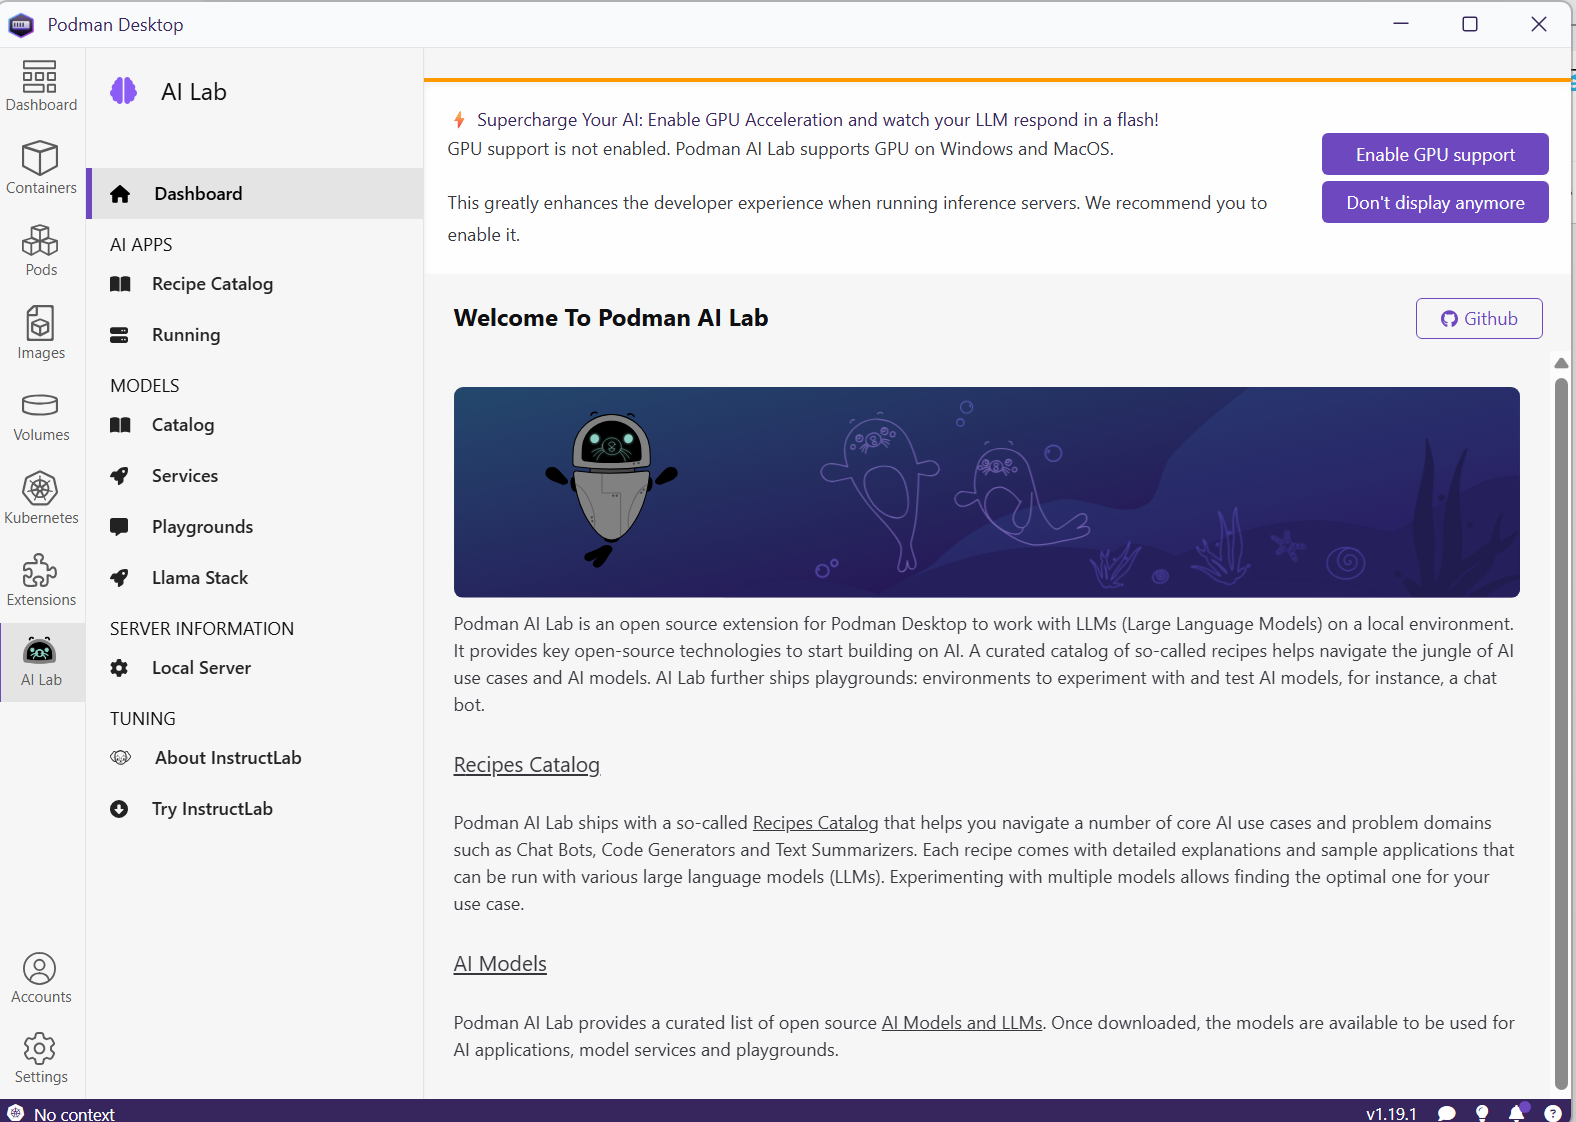 Podman Desktop
Dashboard
Containers
Pods
Images
Volumes
Kubernetes
Extensions
AI Lab
Accounts
Settings
AI Lab
Dashboard
AI APPS
Recipe Catalog
Running
MODELS
Catalog
Services
Playgrounds
Llama Stack
SERVER INFORMATION
Local Server
TUNING
About InstructLab
Try InstructLab
Supercharge Your AI: Enable GPU Acceleration and watch your LLM respond in a flash!
GPU support is not enabled. Podman AI Lab supports GPU on Windows and MacOS.
This greatly enhances the developer experience when running inference servers. We recommend you to
enable it.
Enable GPU support
Don't display anymore
Welcome To Podman AI Lab
Github
Podman AI Lab is an open source extension for Podman Desktop to work with LLMs (Large Language Models) on a local environment.
It provides key open-source technologies to start building on AI. A curated catalog of so-called recipes helps navigate the jungle of AI
use cases and AI models. AI Lab further ships playgrounds: environments to experiment with and test AI models, for instance, a chat
bot.
Recipes Catalog
Podman AI Lab ships with a so-called Recipes Catalog that helps you navigate a number of core AI use cases and problem domains
such as Chat Bots, Code Generators and Text Summarizers. Each recipe comes with detailed explanations and sample applications that
can be run with various large language models (LLMs). Experimenting with multiple models allows finding the optimal one for your
use case.
AI Models
Podman AI Lab provides a curated list of open source AI Models and LLMs. Once downloaded, the models are available to be used for
AI applications, model services and playgrounds.
No context
v1.19.1